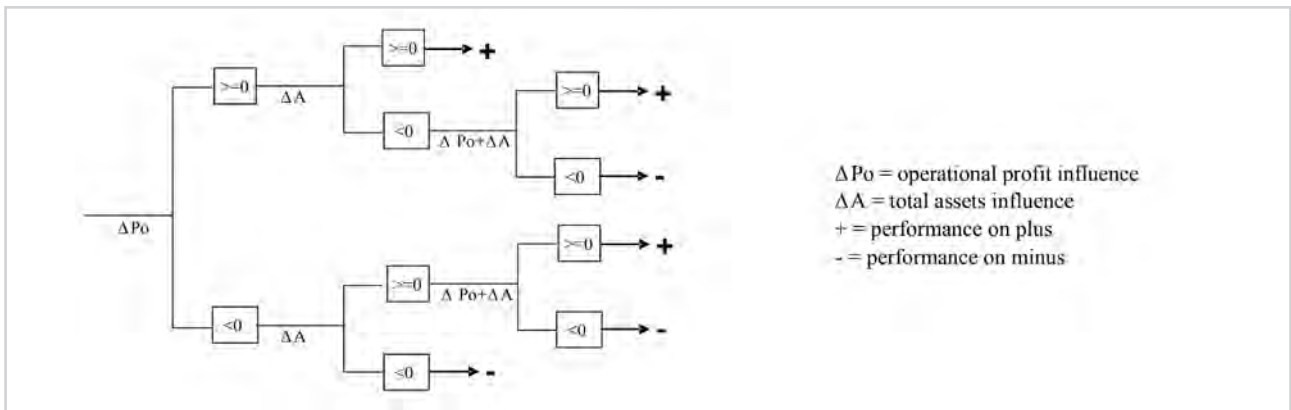 >=0
+
>=0
ΔA
>=0
+
<0
Δ Po+ΔA
<0
-
ΔPo
>=0
+
>=0
Δ Po+ΔA
<0
ΔA
<0
-
<0
-
ΔPo = operational profit influence
ΔA = total assets influence
+ = performance on plus
- = performance on minus